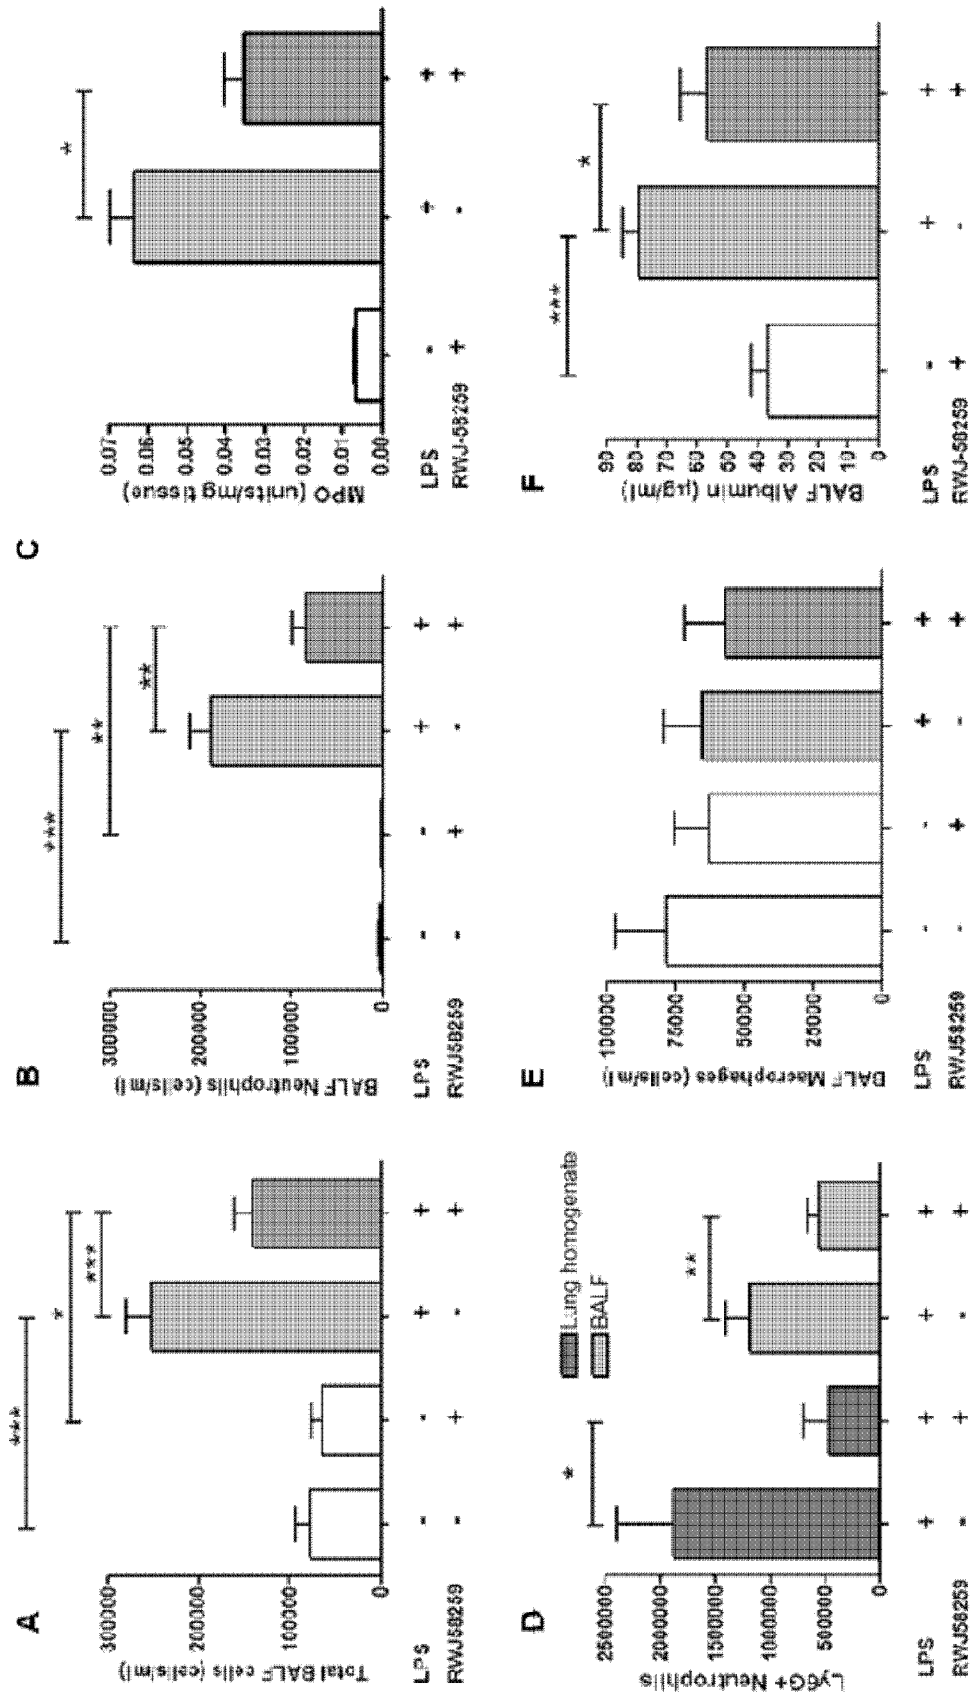 A
Total BALF cells (cells/ml)
300000
200000
100000
0
***
*
***
LPS - - + +
RWJ58259 - + - +
B
BALF Neutrophils (cells/ml)
300000
200000
100000
0
***
**
**
LPS - - + +
RWJ58259 - + - +
C
MPO (units/mg tissue)
0.07
0.06
0.05
0.04
0.03
0.02
0.01
0.00
*
LPS - + +
RWJ-58259 + - +
D
Ly6G+ Neutrophils
2500000
2000000
1500000
1000000
500000
0
*
**
Lung homogenate
BALF
LPS + + + +
RWJ58259 - + - +
E
BALF Macrophages (cells/ml)
100000
75000
50000
25000
0
LPS - - + +
RWJ58259 - + - +
F
BALF Albumin (µg/ml)
90
80
70
60
50
40
30
20
10
0
***
*
LPS - + +
RWJ-58259 + - +